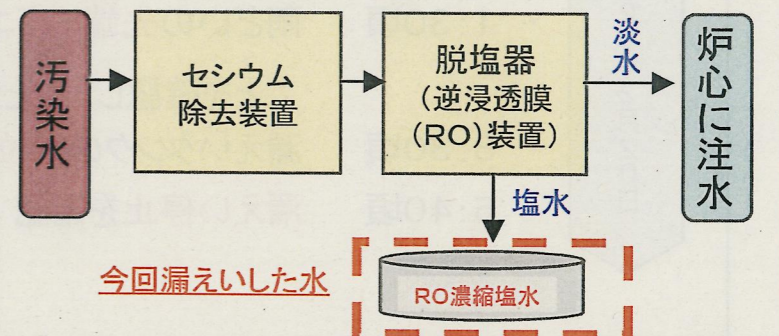 汚染水
セシウム
除去装置
脱塩器
(逆浸透膜
(RO)装置)
淡水
炉心に注水
塩水
今回漏えいした水
RO濃縮塩水